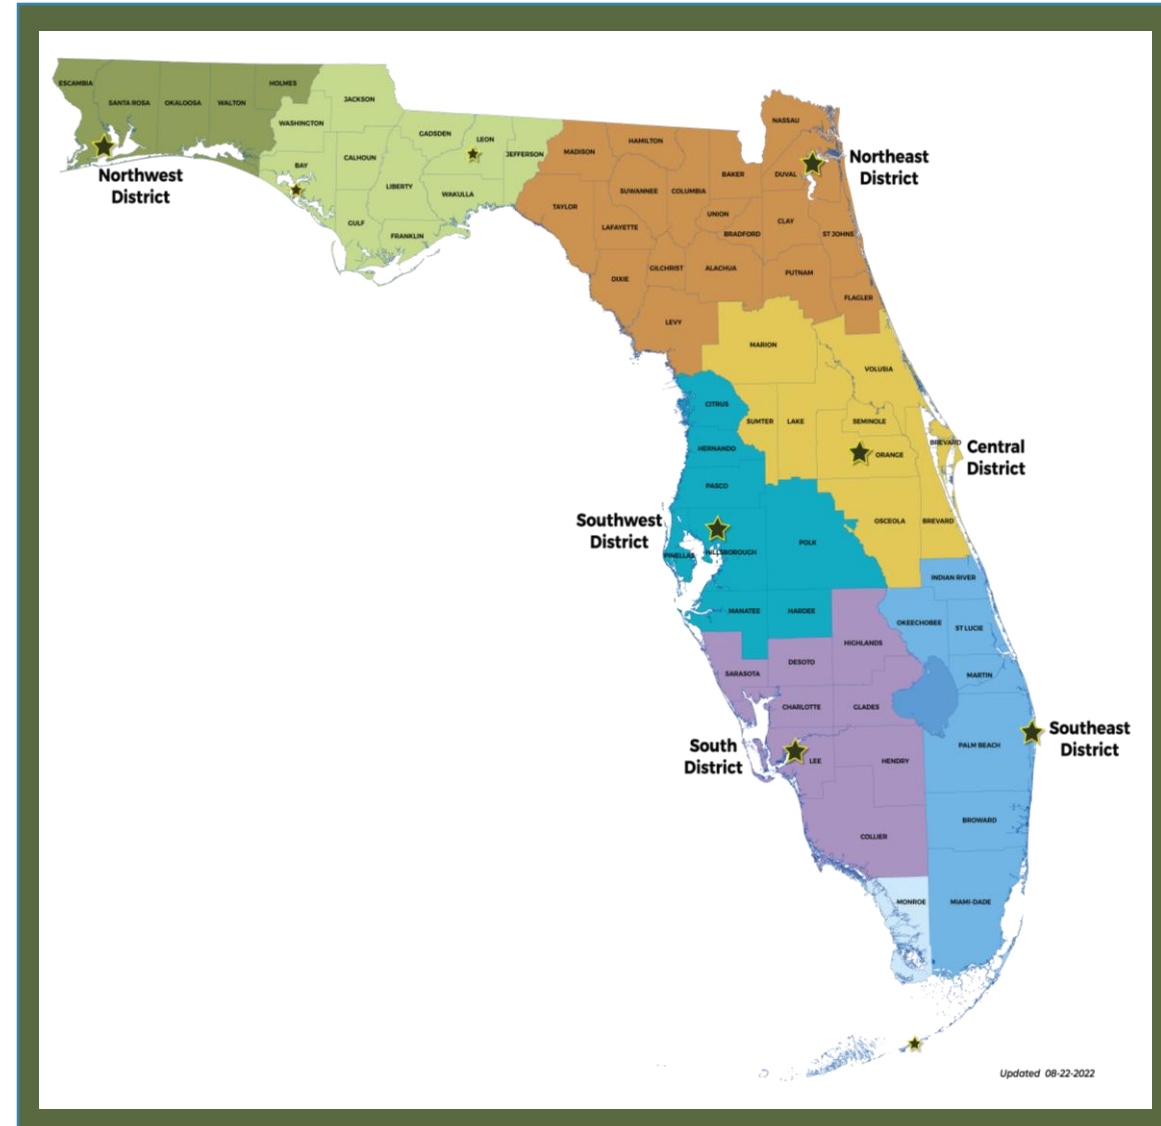 ESCAMBIA
SANTA ROSA
OKALOOSA
WALTON
HOLMES
JACKSON
WASHINGTON
BAY
CALHOUN
GADSDEN
LEON
JEFFERSON
LIBERTY
WAKULLA
GULF
FRANKLIN
Northwest
District
MADISON
HAMILTON
NASSAU
BAKER
DUVAL
Northeast
District
TAYLOR
SUWANNEE
COLUMBIA
UNION
CLAY
LAFAYETTE
BRADFORD
ST JOHNS
DIXIE
GILCHRIST
ALACHUA
PUTNAM
FLAGLER
LEVY
MARION
VOLUSIA
CITRUS
SUMTER
LAKE
SEMINOLE
BREVARD
Central
District
HERNANDO
ORANGE
PASCO
Southwest
District
OSCEOLA
BREVARD
PINELLAS
HILLSBOROUGH
POLK
INDIAN RIVER
MANATEE
HARDEE
OKEECHOBEE
ST LUCIE
HIGHLANDS
DESOTO
SARASOTA
MARTIN
CHARLOTTE
GLADES
Southeast
District
South
District
LEE
HENDRY
PALM BEACH
BROWARD
COLLIER
MONROE
MIAMI-DADE
Updated 08-22-2022